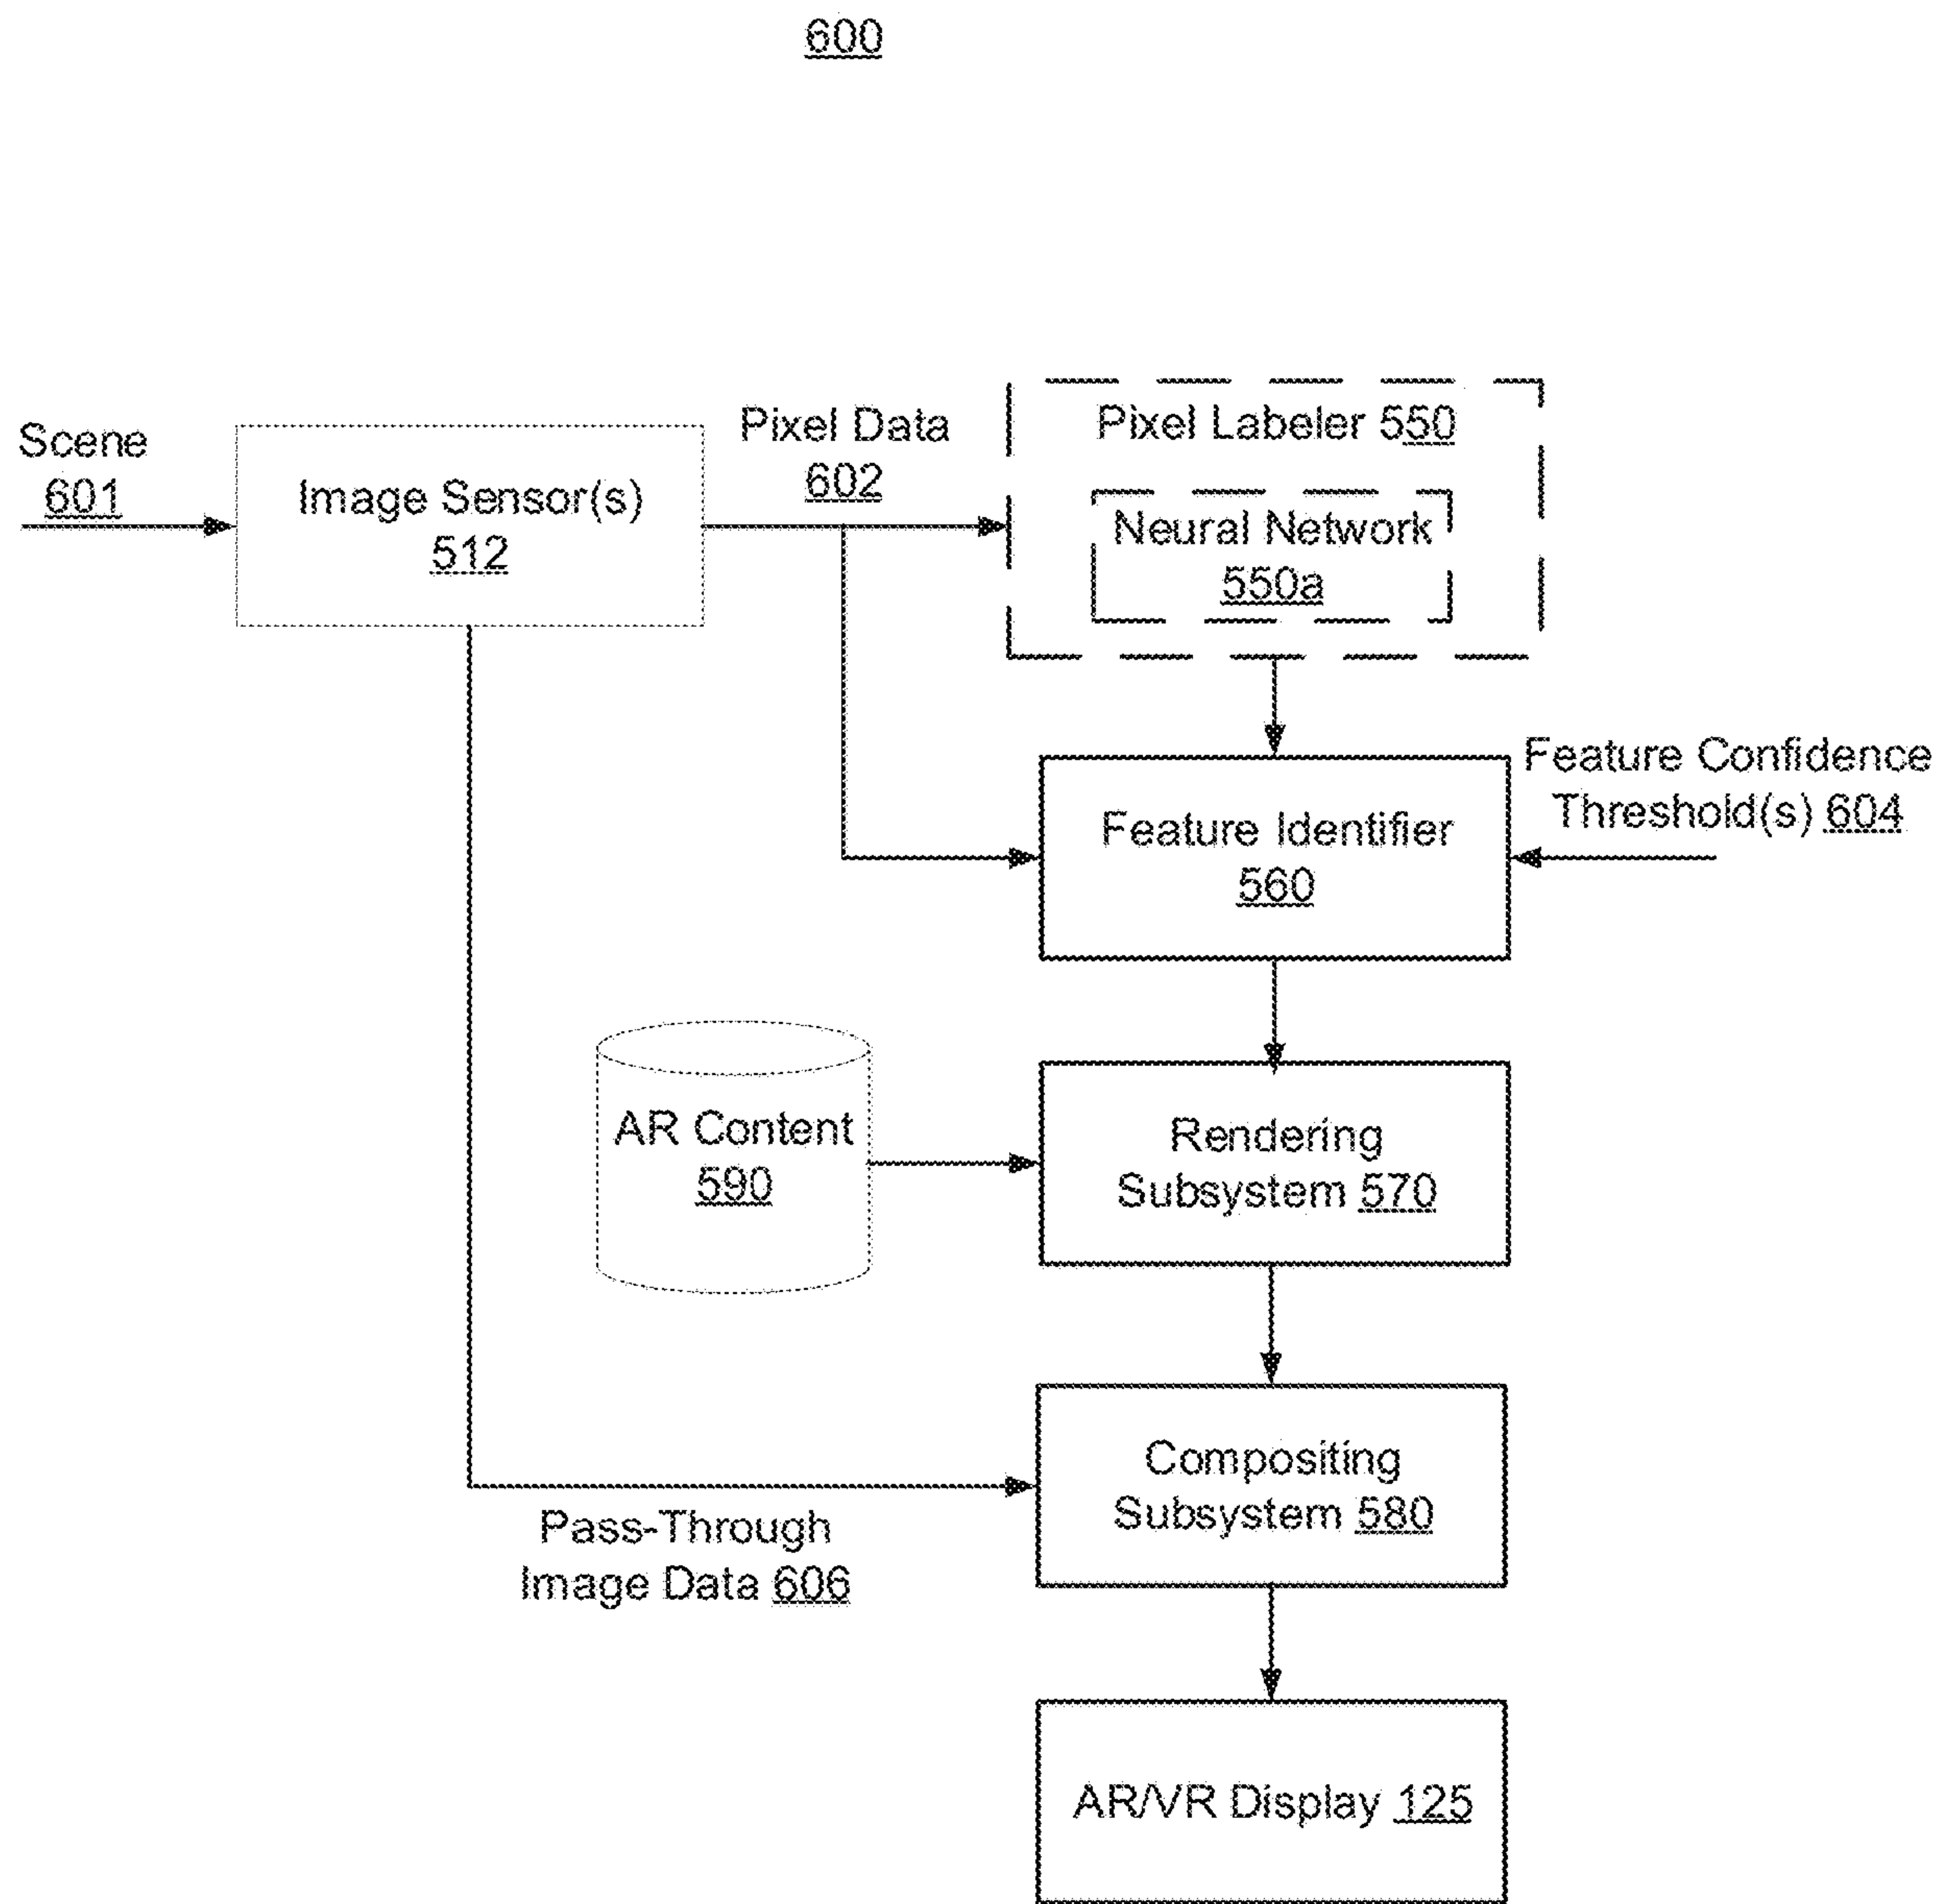 600
Scene
601
Image Sensor(s)
512
Pixel Data
602
Pixel Labeler 550
Neural Network
550a
Feature Identifier
560
Feature Confidence
Threshold(s) 604
AR Content
590
Rendering
Subsystem 570
Compositing
Subsystem 580
Pass-Through
Image Data 606
AR/VR Display 125